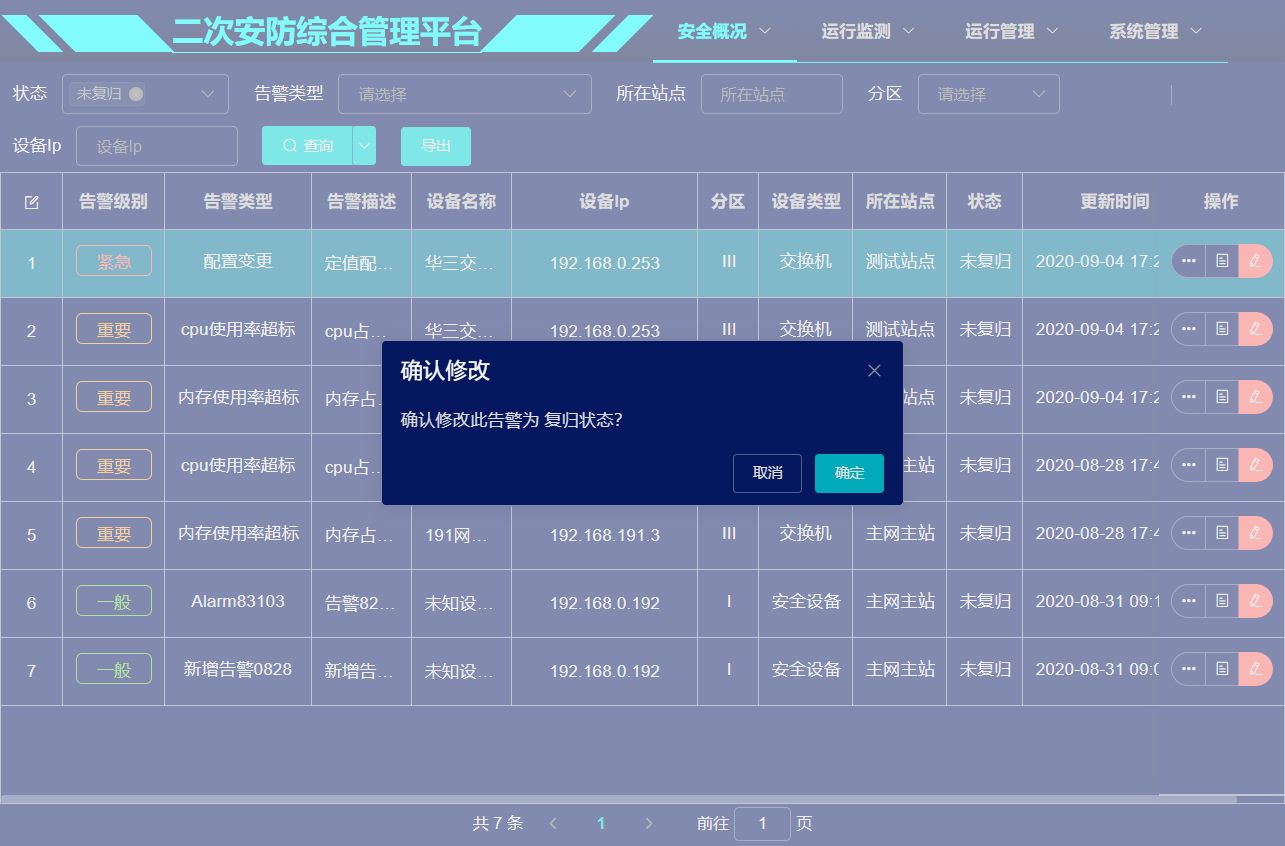 二次安防综合管理平台 安全概况 运行监测 运行管理 系统管理
状态 未复归 告警类型 请选择 所在站点 所在站点 分区 请选择
设备Ip 设备Ip 查询 导出
告警级别 告警类型 告警描述 设备名称 设备Ip 分区 设备类型 所在站点 状态 更新时间 操作
1 紧急 配置变更 定值配... 华三交... 192.168.0.253 III 交换机 测试站点 未复归 2020-09-04 17:2
2 重要 cpu使用率超标 cpu占... 华三交... 192.168.0.253 III 交换机 测试站点 未复归 2020-09-04 17:2
3 重要 内存使用率超标 内存占... 站点 未复归 2020-09-04 17:2
4 重要 cpu使用率超标 cpu占... 主站 未复归 2020-08-28 17:4
5 重要 内存使用率超标 内存占... 191网... 192.168.191.3 III 交换机 主网主站 未复归 2020-08-28 17:4
6 一般 Alarm83103 告警82... 未知设... 192.168.0.192 I 安全设备 主网主站 未复归 2020-08-31 09:1
7 一般 新增告警0828 新增告... 未知设... 192.168.0.192 I 安全设备 主网主站 未复归 2020-08-31 09:0
确认修改
确认修改此告警为 复归状态?
取消 确定
共 7 条 1 前往 1 页